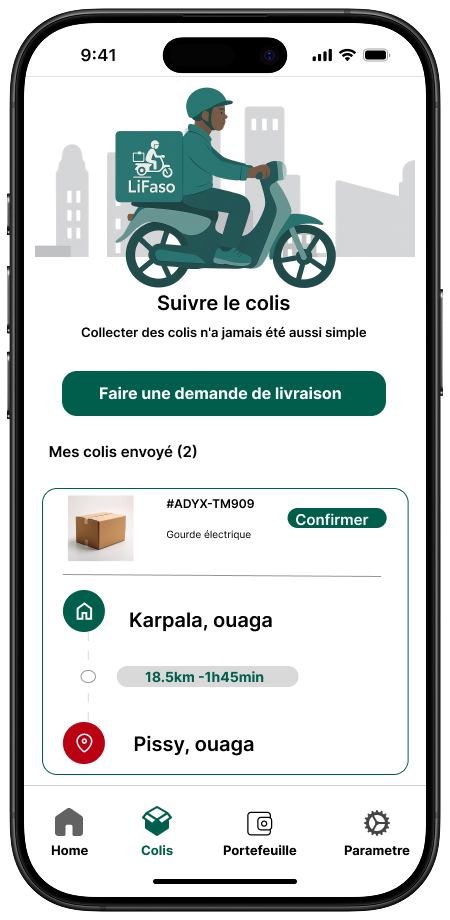 9:41
LiFaso
Suivre le colis
Collecter des colis n'a jamais été aussi simple
Faire une demande de livraison
Mes colis envoyé (2)
#ADYX-TM909
Confirmer
Gourde électrique
Karpala, ouaga
18.5km -1h45min
Pissy, ouaga
Home Colis Portefeuille Parametre